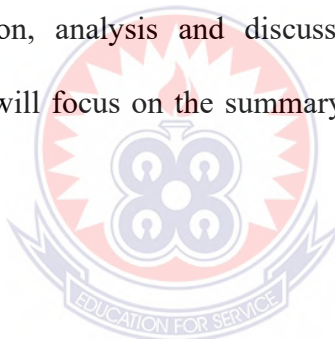 on, analysis and discuss
will focus on the summary
EDUCATION FOR SERVICE